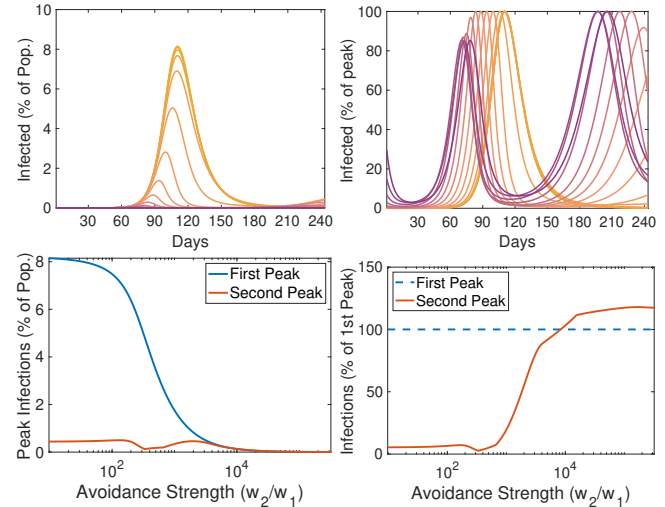 Infected (% of Pop.)
10
8
6
4
2
0
30 60 90 120 150 180 210 240
Days
Infected (% of peak)
100
80
60
40
20
0
30 60 90 120 150 180 210 240
Days
Peak Infections (% of Pop.)
8
6
4
2
0
First Peak
Second Peak
10^2 10^4
Avoidance Strength (w_2/w_1)
Infections (% of 1st Peak)
150
100
50
0
First Peak
Second Peak
10^2 10^4
Avoidance Strength (w_2/w_1)